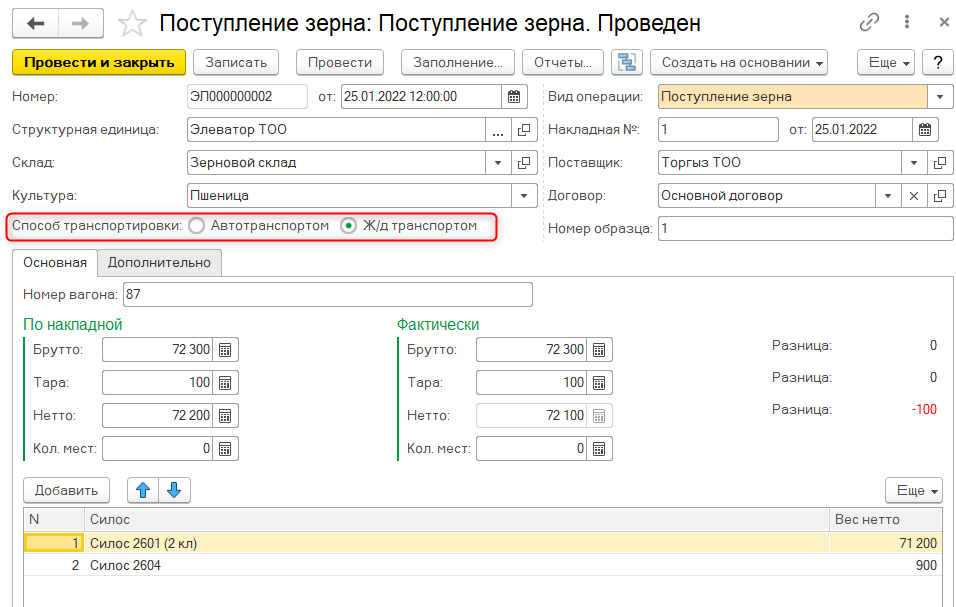 Поступление зерна: Поступление зерна. Проведен
Провести и закрыть Записать Провести Заполнение... Отчеты... Создать на основании Еще ?
Номер: ЭП000000002 от: 25.01.2022 12:00:00 Вид операции: Поступление зерна
Структурная единица: Элеватор ТОО ... Накладная №: 1 от: 25.01.2022
Склад: Зерновой склад Поставщик: Торгыз ТОО
Культура: Пшеница Договор: Основной договор
Способ транспортировки: Автотранспортом Ж/д транспортом Номер образца: 1
Основная Дополнительно
Номер вагона: 87
По накладной Фактически
Брутто: 72 300 Брутто: 72 300 Разница: 0
Тара: 100 Тара: 100 Разница: 0
Нетто: 72 200 Нетто: 72 100 Разница: -100
Кол. мест: 0 Кол. мест: 0
Добавить Еще
N Силос Вес нетто
1 Силос 2601 (2 кл) 71 200
2 Силос 2604 900